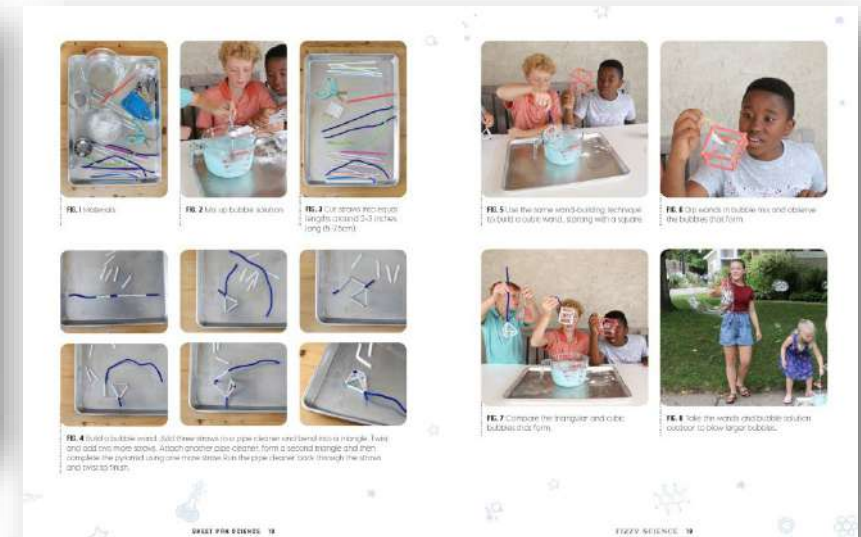 FIG. 1 Materials
FIG. 2 Mix up bubble solution.
FIG. 3 Cut straws into equal
lengths around 2–3 inches
long (5–7.5cm).
FIG. 4 Build a bubble wand. Add three straws to a pipe cleaner and bend into a triangle. Twist
and add two more straws. Attach another pipe cleaner, form a second triangle and then
complete the pyramid using one more straw. Run the pipe cleaner back through the straws
and twist to finish.
SHEET PAN SCIENCE 18
FIG. 5 Use the same wand-building technique
to build a cubic wand, starting with a square.
FIG. 6 Dip wands in bubble mix and observe
the bubbles that form.
FIG. 7 Compare the triangular and cubic
bubbles that form.
FIG. 8 Take the wands and bubble solution
outdoor to blow larger bubbles.
FIZZY SCIENCE 19